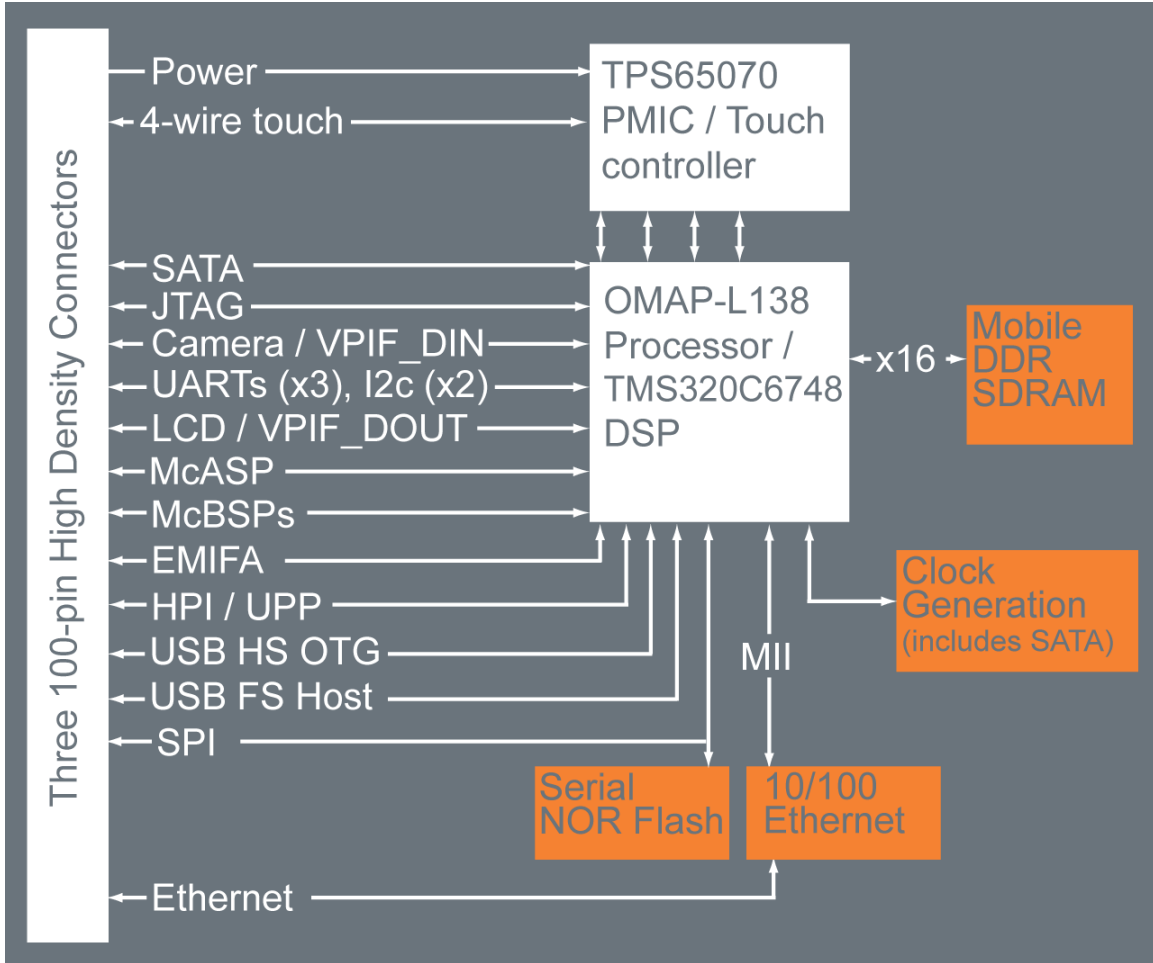 Three 100-pin High Density Connectors
Power
4-wire touch
TPS65070
PMIC / Touch
controller
SATA
JTAG
Camera / VPIF_DIN
UARTs (x3), I2c (x2)
LCD / VPIF_DOUT
McASP
McBSPs
EMIFA
HPI / UPP
USB HS OTG
USB FS Host
SPI
Ethernet
OMAP-L138
Processor /
TMS320C6748
DSP
x16
Mobile
DDR
SDRAM
Clock
Generation
(includes SATA)
MII
Serial
NOR Flash
10/100
Ethernet